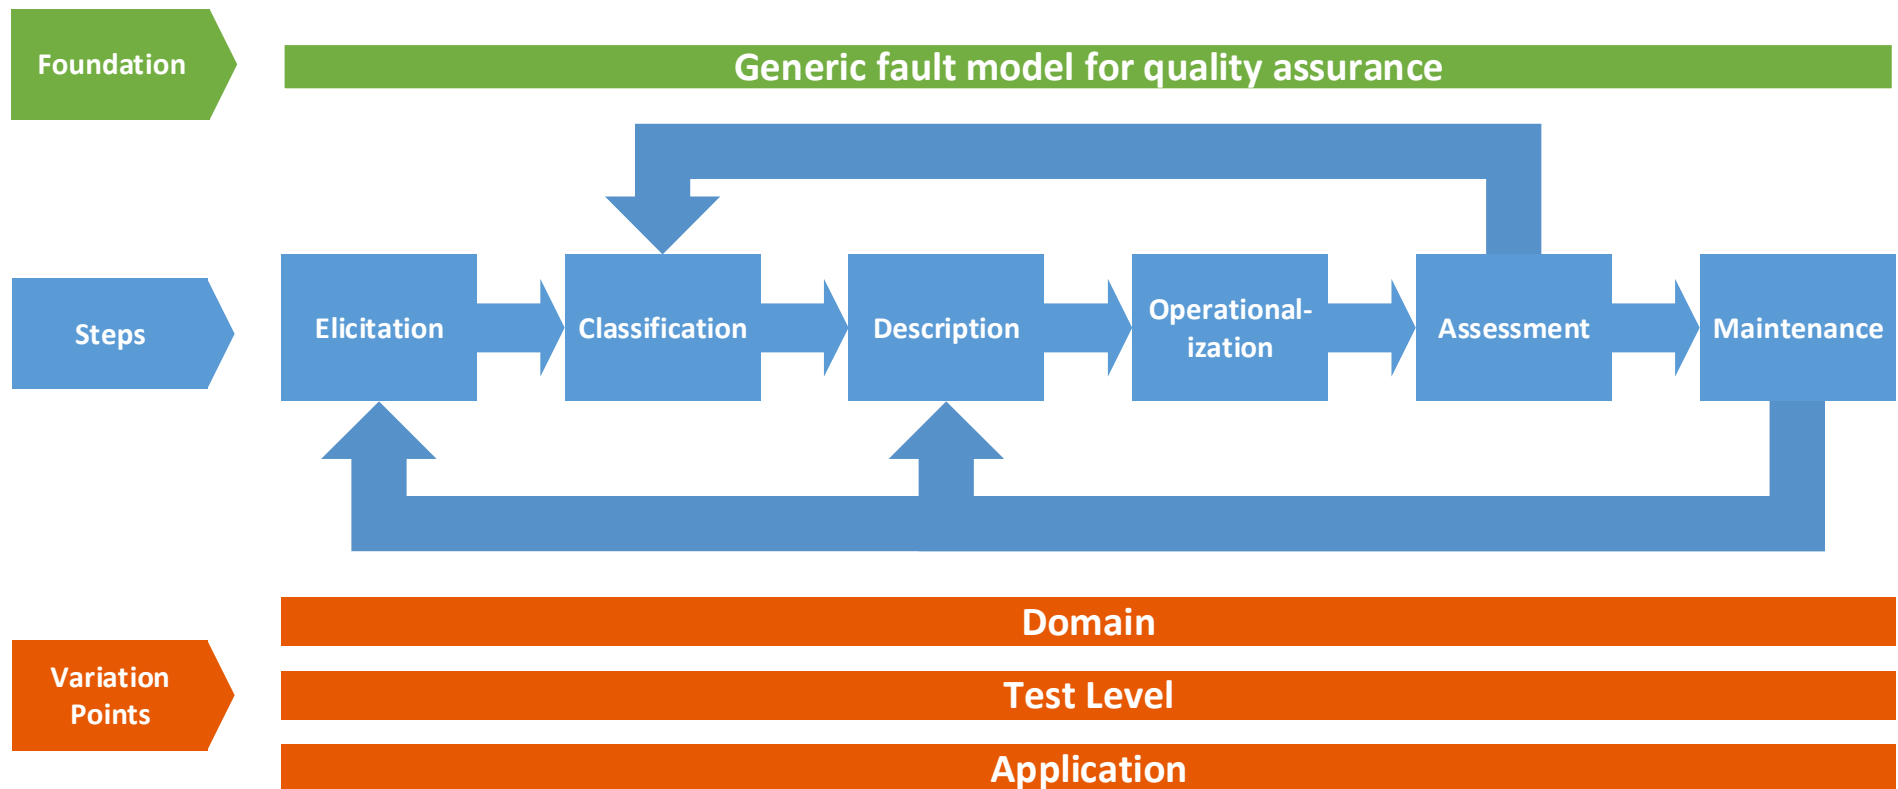 Foundation
Generic fault model for quality assurance
Steps
Elicitation
Classification
Description
Operational-
ization
Assessment
Maintenance
Variation
Points
Domain
Test Level
Application